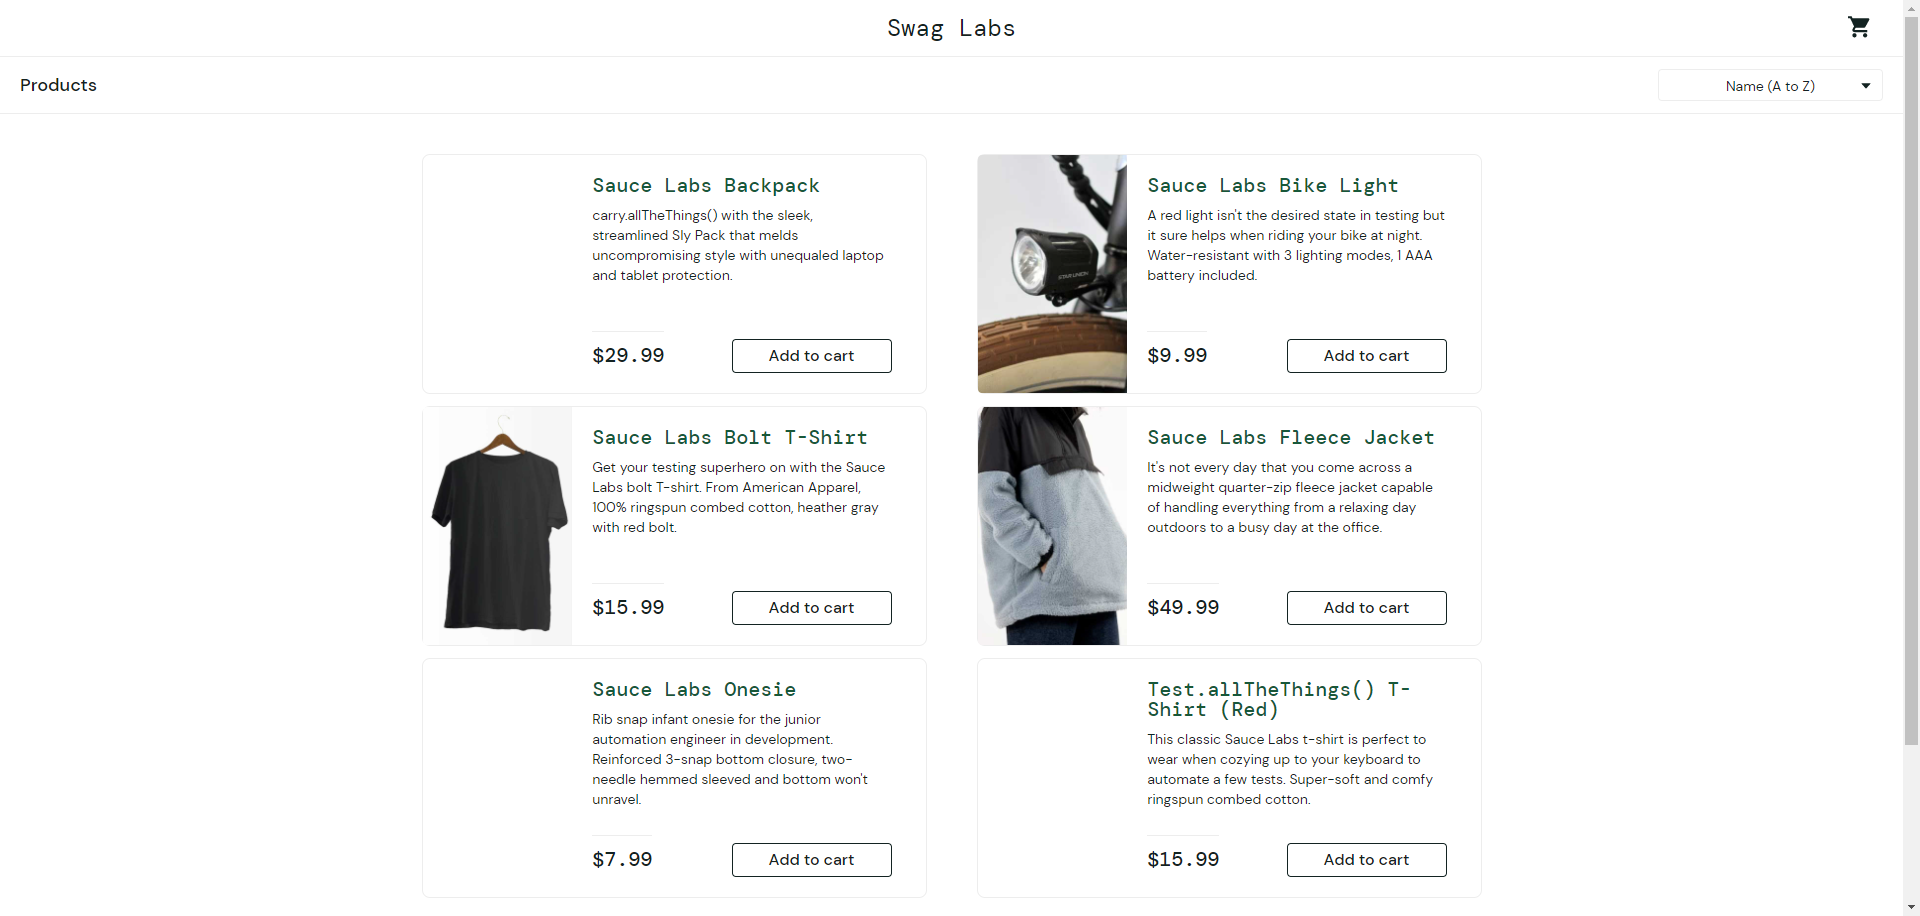 Swag Labs
Products
Name (A to Z)
Sauce Labs Backpack
carry.allTheThings() with the sleek,
streamlined Sly Pack that melds
uncompromising style with unequaled laptop
and tablet protection.
$29.99
Add to cart
Sauce Labs Bike Light
A red light isn't the desired state in testing but
it sure helps when riding your bike at night.
Water-resistant with 3 lighting modes, 1 AAA
battery included.
$9.99
Add to cart
STAR UNION
Sauce Labs Bolt T-Shirt
Get your testing superhero on with the Sauce
Labs bolt T-shirt. From American Apparel,
100% ringspun combed cotton, heather gray
with red bolt.
$15.99
Add to cart
Sauce Labs Fleece Jacket
It's not every day that you come across a
midweight quarter-zip fleece jacket capable
of handling everything from a relaxing day
outdoors to a busy day at the office.
$49.99
Add to cart
Sauce Labs Onesie
Rib snap infant onesie for the junior
automation engineer in development.
Reinforced 3-snap bottom closure, two-
needle hemmed sleeved and bottom won't
unravel.
$7.99
Add to cart
Test.allTheThings() T-
Shirt (Red)
This classic Sauce Labs t-shirt is perfect to
wear when cozying up to your keyboard to
automate a few tests. Super-soft and comfy
ringspun combed cotton.
$15.99
Add to cart